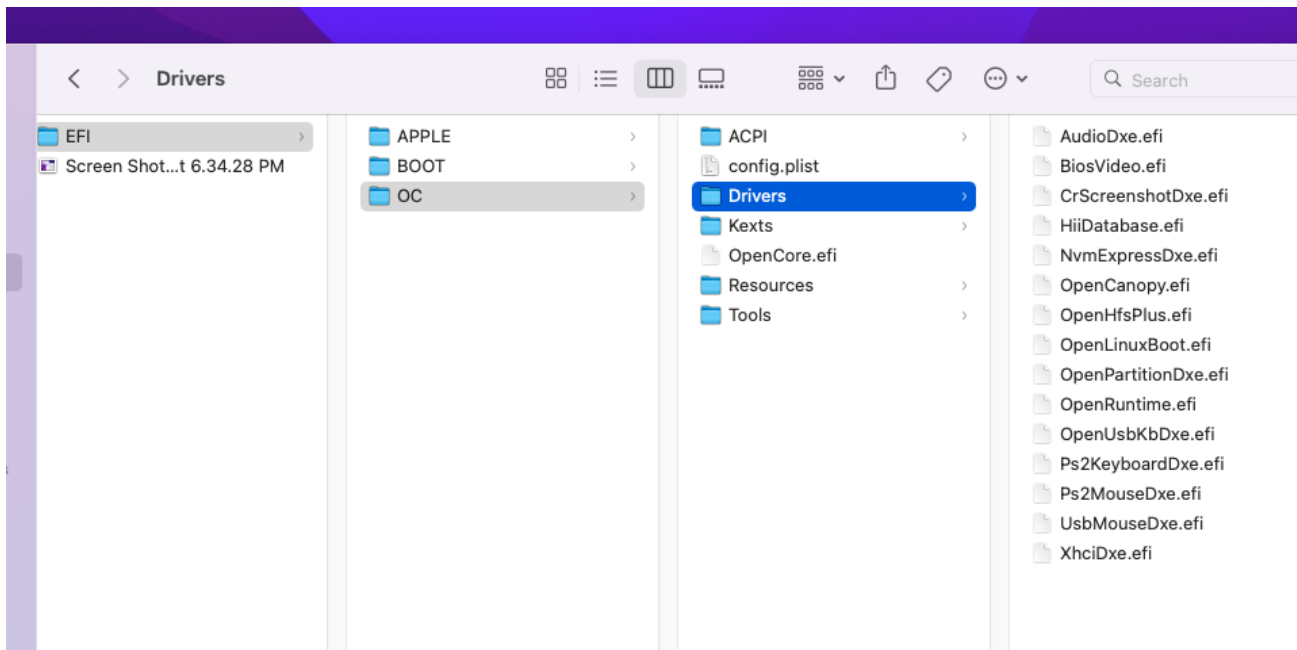 Drivers
Search
EFI
Screen Shot...t 6.34.28 PM
APPLE
BOOT
OC
ACPI
config.plist
Drivers
Kexts
OpenCore.efi
Resources
Tools
AudioDxe.efi
BiosVideo.efi
CrScreenshotDxe.efi
HiiDatabase.efi
NvmExpressDxe.efi
OpenCanopy.efi
OpenHfsPlus.efi
OpenLinuxBoot.efi
OpenPartitionDxe.efi
OpenRuntime.efi
OpenUsbKbDxe.efi
Ps2KeyboardDxe.efi
Ps2MouseDxe.efi
UsbMouseDxe.efi
XhciDxe.efi